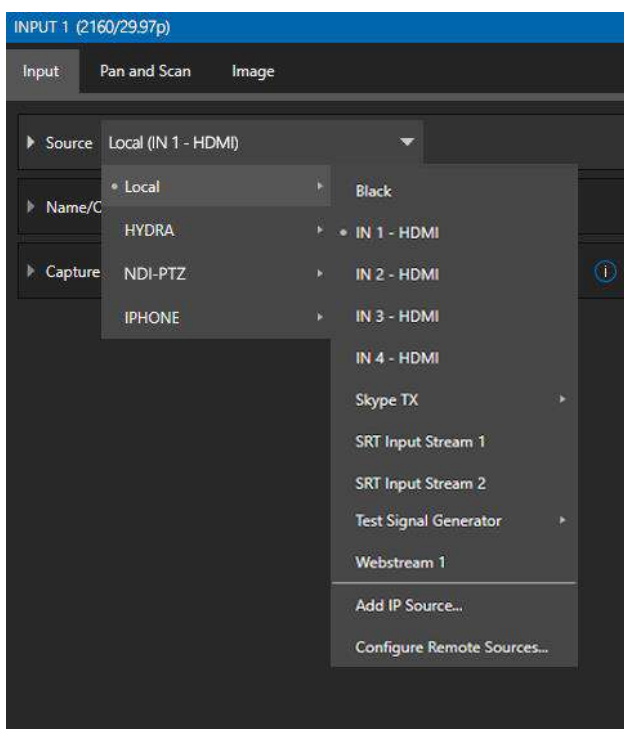 INPUT 1 (2160/29.97p)
Input Pan and Scan Image
Source Local (IN 1 - HDMI)
Name/C
Capture
Local
HYDRA
NDI-PTZ
IPHONE
Black
IN 1 - HDMI
IN 2 - HDMI
IN 3 - HDMI
IN 4 - HDMI
Skype TX
SRT Input Stream 1
SRT Input Stream 2
Test Signal Generator
Webstream 1
Add IP Source...
Configure Remote Sources...